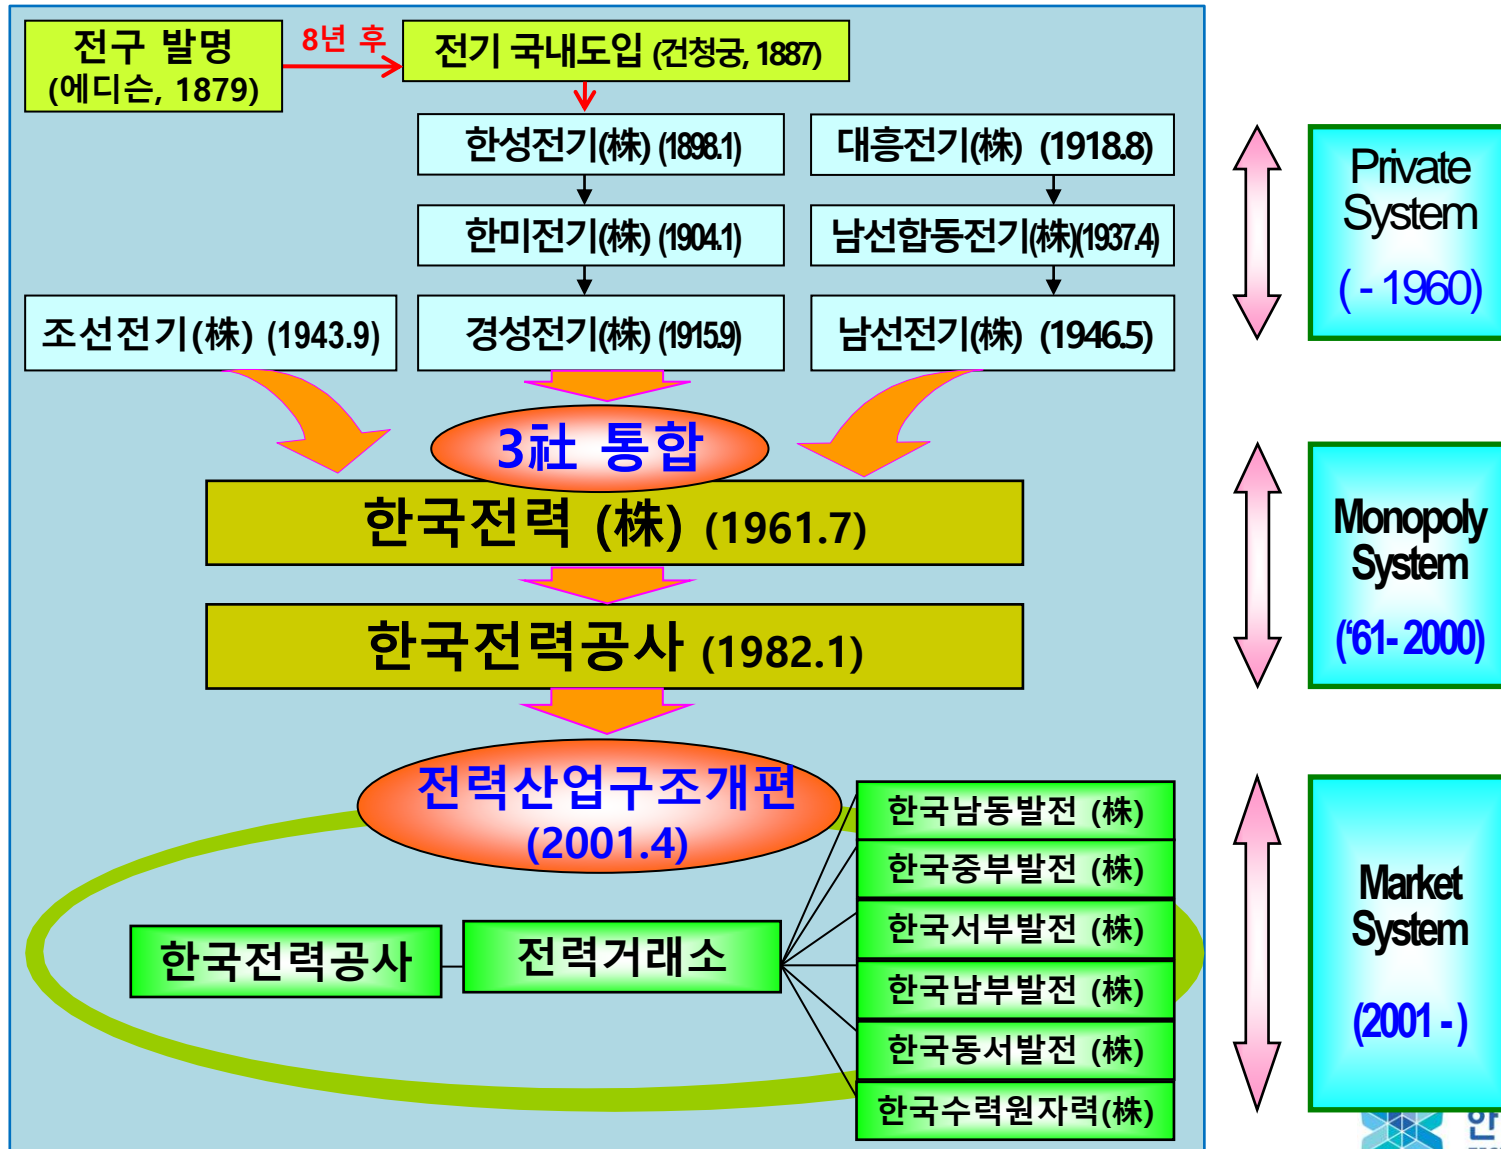 전구 발명
(에디슨, 1879)
8년 후
전기 국내도입 (건청궁, 1887)
한성전기(株) (1898.1)
대흥전기(株) (1918.8)
한미전기(株) (1904.1)
남선합동전기(株)(1937.4)
조선전기(株) (1943.9)
경성전기(株) (1915.9)
남선전기(株) (1946.5)
3社 통합
한국전력 (株) (1961.7)
한국전력공사 (1982.1)
전력산업구조개편
(2001.4)
한국전력공사
전력거래소
한국남동발전 (株)
한국중부발전 (株)
한국서부발전 (株)
한국남부발전 (株)
한국동서발전 (株)
한국수력원자력(株)
Private
System
( - 1960)
Monopoly
System
(‘61- 2000)
Market
System
(2001 - )